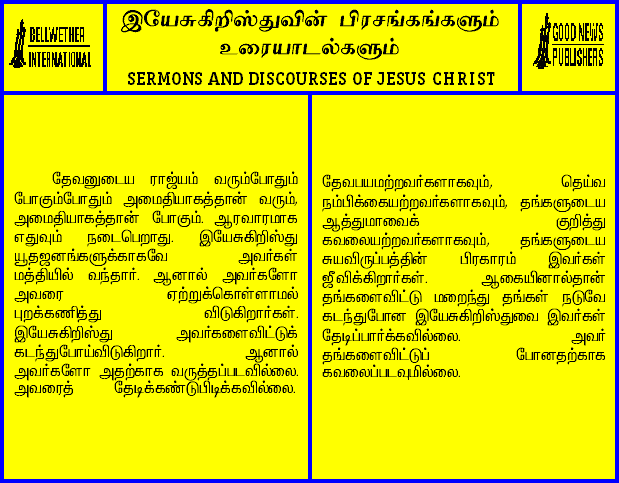 BELLWETHER
INTERNATIONAL
இயேசுகிறிஸ்துவின் பிரசங்கங்களும்
உரையாடல்களும்
SERMONS AND DISCOURSES OF JESUS CHRIST
GOOD NEWS
PUBLISHERS
தேவனுடைய ராஜ்யம் வரும்போதும்
போகும்போதும் அமைதியாகத்தான் வரும்,
அமைதியாகத்தான் போகும். ஆரவாரமாக
எதுவும் நடைபெறாது. இயேசுகிறிஸ்து
யூதஜனங்களுக்காகவே அவர்கள்
மத்தியில் வந்தார். ஆனால் அவர்களோ
அவரை ஏற்றுக்கொள்ளாமல்
புறக்கணித்து விடுகிறார்கள்.
இயேசுகிறிஸ்து அவர்களைவிட்டுக்
கடந்துபோய்விடுகிறார். ஆனால்
அவர்களோ அதற்காக வருத்தப்படவில்லை.
அவரைத் தேடிக்கண்டுபிடிக்கவில்லை.
தேவபயமற்றவர்களாகவும், தெய்வ
நம்பிக்கையற்றவர்களாகவும், தங்களுடைய
ஆத்துமாவைக் குறித்து
கவலையற்றவர்களாகவும், தங்களுடைய
சுயவிருப்பத்தின் பிரகாரம் இவர்கள்
ஜீவிக்கிறார்கள். ஆகையினால்தான்
தங்களைவிட்டு மறைந்து தங்கள் நடுவே
கடந்துபோன இயேசுகிறிஸ்துவை இவர்கள்
தேடிப்பார்க்கவில்லை. அவர்
தங்களைவிட்டுப் போனதற்காக
கவலைப்படவுமில்லை.